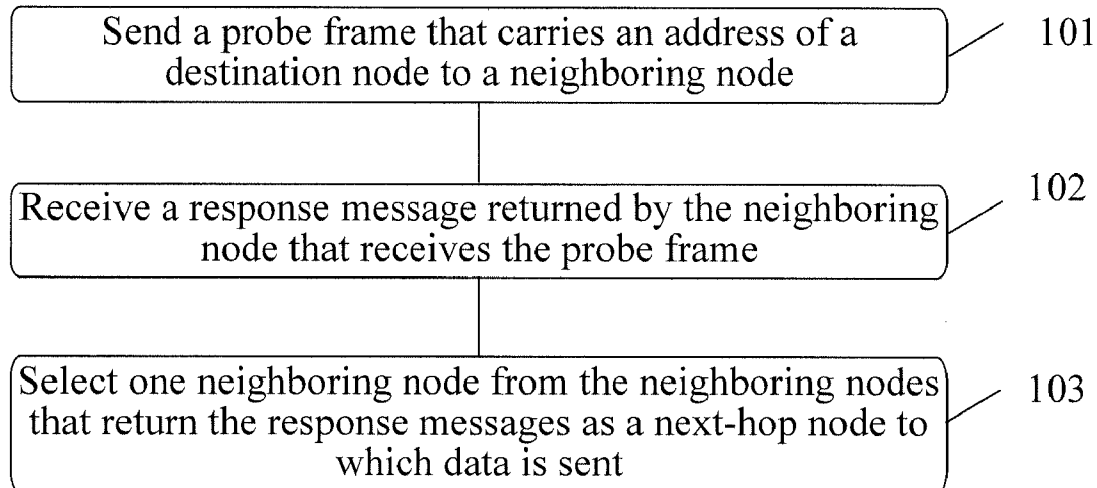 Send a probe frame that carries an address of a
destination node to a neighboring node
101
Receive a response message returned by the neighboring
node that receives the probe frame
102
Select one neighboring node from the neighboring nodes
that return the response messages as a next-hop node to
which data is sent
103